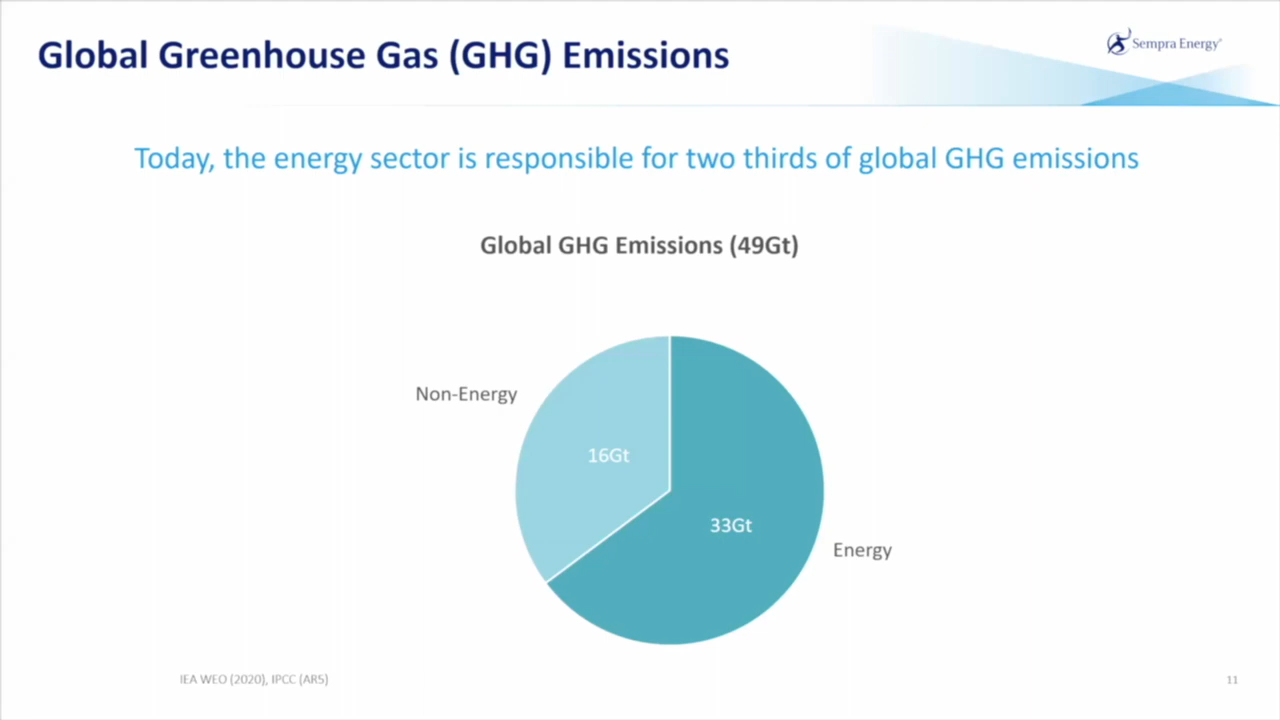 Global Greenhouse Gas (GHG) Emissions
Sempra Energy®
Today, the energy sector is responsible for two thirds of global GHG emissions
Global GHG Emissions (49Gt)
Non-Energy
16Gt
33Gt
Energy
IEA WEO (2020), IPCC (AR5)
11